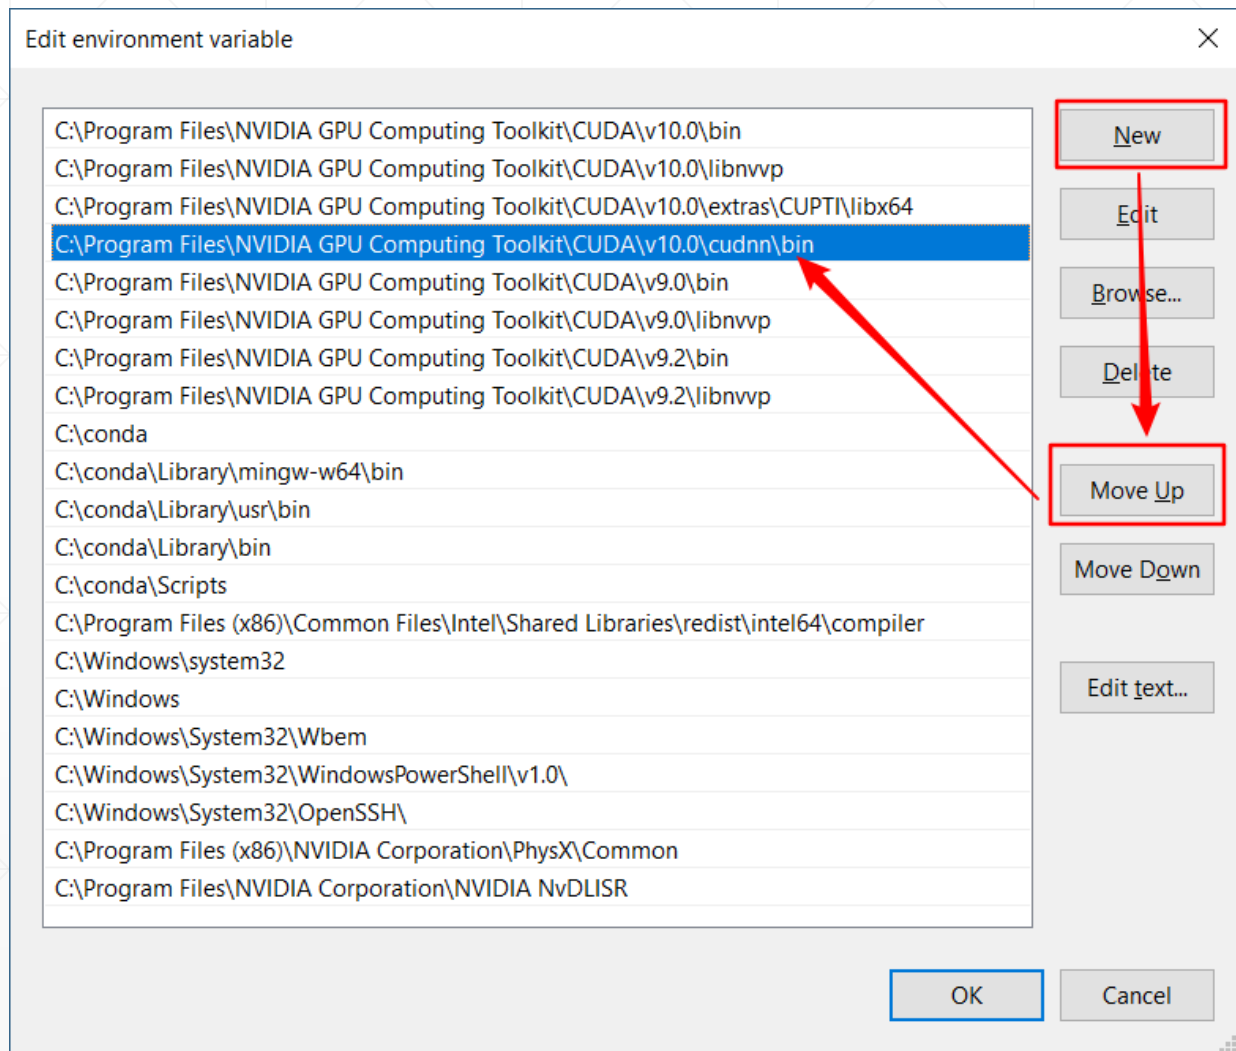 Edit environment variable
C:\Program Files\NVIDIA GPU Computing Toolkit\CUDA\v10.0\bin
C:\Program Files\NVIDIA GPU Computing Toolkit\CUDA\v10.0\libnvvp
C:\Program Files\NVIDIA GPU Computing Toolkit\CUDA\v10.0\extras\CUPTI\libx64
C:\Program Files\NVIDIA GPU Computing Toolkit\CUDA\v10.0\cudnn\bin
C:\Program Files\NVIDIA GPU Computing Toolkit\CUDA\v9.0\bin
C:\Program Files\NVIDIA GPU Computing Toolkit\CUDA\v9.0\libnvvp
C:\Program Files\NVIDIA GPU Computing Toolkit\CUDA\v9.2\bin
C:\Program Files\NVIDIA GPU Computing Toolkit\CUDA\v9.2\libnvvp
C:\conda
C:\conda\Library\mingw-w64\bin
C:\conda\Library\usr\bin
C:\conda\Library\bin
C:\conda\Scripts
C:\Program Files (x86)\Common Files\Intel\Shared Libraries\redist\intel64\compiler
C:\Windows\system32
C:\Windows
C:\Windows\System32\Wbem
C:\Windows\System32\WindowsPowerShell\v1.0\
C:\Windows\System32\OpenSSH\
C:\Program Files (x86)\NVIDIA Corporation\PhysX\Common
C:\Program Files\NVIDIA Corporation\NVIDIA NvDLISR
New
Edit
Browse...
Delete
Move Up
Move Down
Edit text...
OK
Cancel